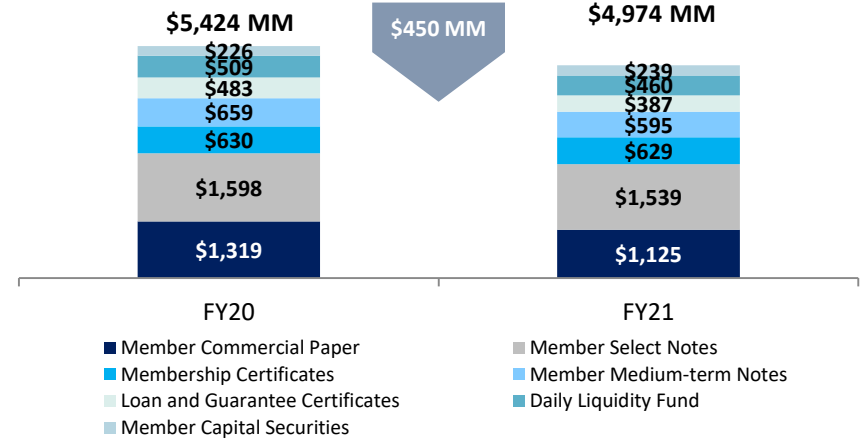 $5,424 MM
$450 MM
$4,974 MM
$226
$509
$483
$659
$630
$1,598
$1,319
$239
$460
$387
$595
$629
$1,539
$1,125
FY20
FY21
Member Commercial Paper
Member Select Notes
Membership Certificates
Member Medium-term Notes
Loan and Guarantee Certificates
Daily Liquidity Fund
Member Capital Securities